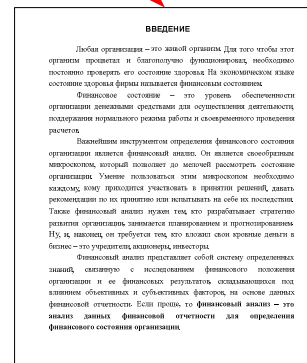 ВВЕДЕНИЕ
Любая организация – это живой организм. Для того чтобы этот
организм процветал и благополучно функционировал, необходимо
постоянно проверять его состояние здоровья. На экономическом языке
состояние здоровья фирмы называется финансовым состоянием.
Финансовое состояние – это уровень обеспеченности
организации денежными средствами для осуществления деятельности,
поддержания нормального режима работы и своевременного проведения
расчетов.
Важнейшим инструментом определения финансового состояния
организации является финансовый анализ. Он является своеобразным
микроскопом, который позволяет до мелочей рассмотреть состояние
организации. Умение пользоваться этим микроскопом необходимо
каждому, кому приходится участвовать в принятии решений, давать
рекомендации по их принятию или испытывать на себе их последствия.
Также финансовый анализ нужен тем, кто разрабатывает стратегию
развития организации, занимается планированием и прогнозированием.
Ну, и, наконец, он требуется тем, кто вложил свои кровные деньги в
бизнес – это учредители, акционеры, инвесторы.
Финансовый анализ представляет собой систему определенных
знаний, связанную с исследованием финансового положения
организации и ее финансовых результатов, складывающихся под
влиянием объективных и субъективных факторов, на основе данных
финансовой отчетности. Если проще, то финансовый анализ – это
анализ данных финансовой отчетности для определения
финансового состояния организации.